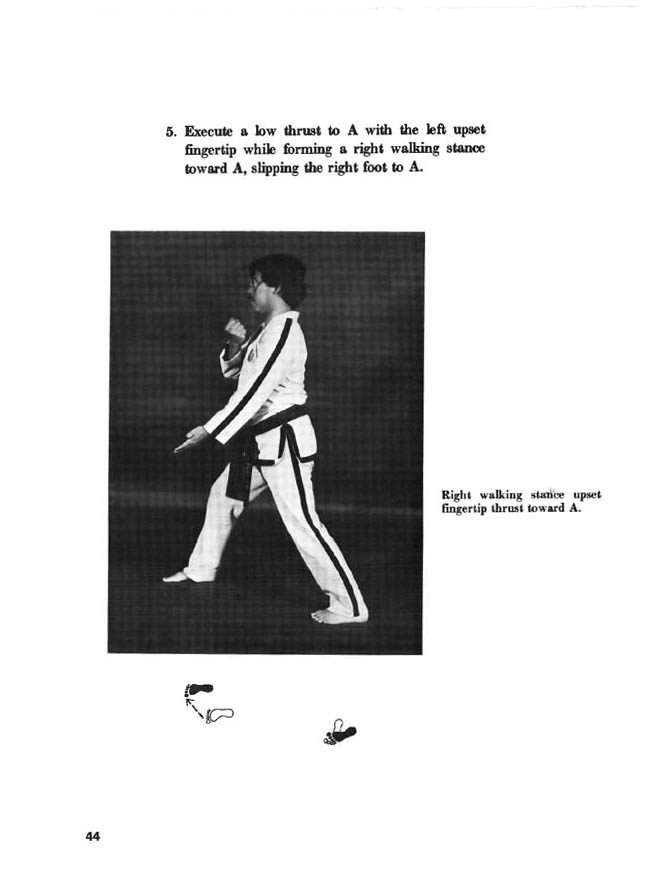 5. Execute a low thrust to A with the left upset
fingertip while forming a right walking stance
toward A, slipping the right foot to A.
Right walking stance upset
fingertip thrust toward A.
44